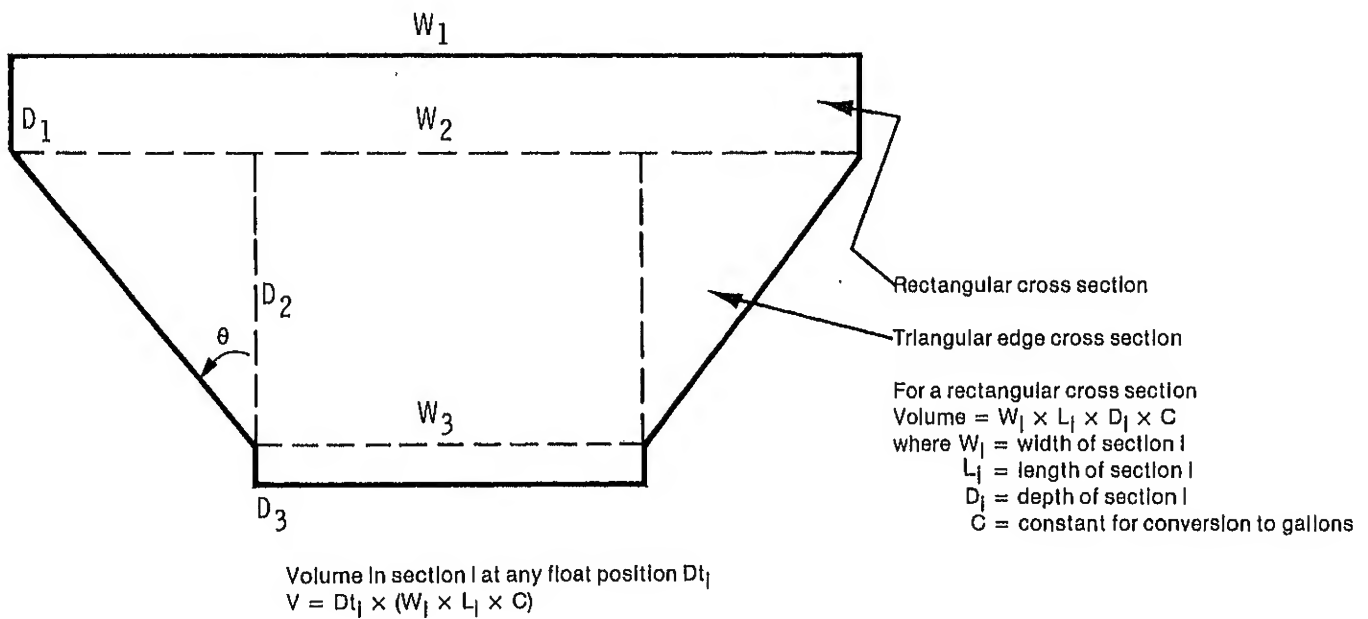 W1
D1
W2
D2
θ
W3
D3
Rectangular cross section
Triangular edge cross section
For a rectangular cross section
Volume = Wi × Li × Di × C
where Wi = width of section i
Li = length of section i
Di = depth of section i
C = constant for conversion to gallons
Volume in section i at any float position Dti
V = Dti × (Wi × Li × C)